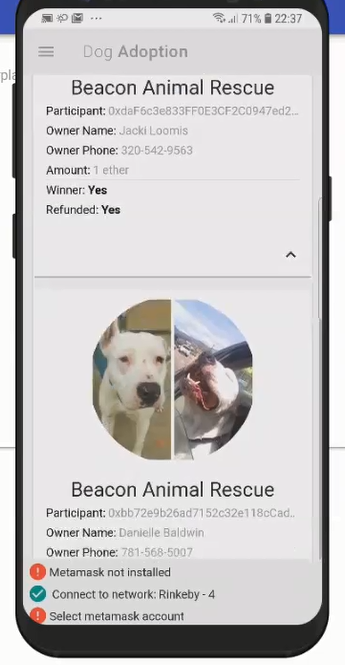 22:37
71%
Dog Adoption
pla
Beacon Animal Rescue
Participant: 0xdaF6c3e833FF0E3CF2C0947ed2...
Owner Name: Jacki Loomis
Owner Phone: 320-542-9563
Amount: 1 ether
Winner: Yes
Refunded: Yes
Beacon Animal Rescue
Participant: 0xbb72e9b26ad7152c32e118cCad..
Owner Name: Danielle Baldwin
Owner Phone: 781-568-5007
Metamask not installed
Connect to network: Rinkeby - 4
Select metamask account